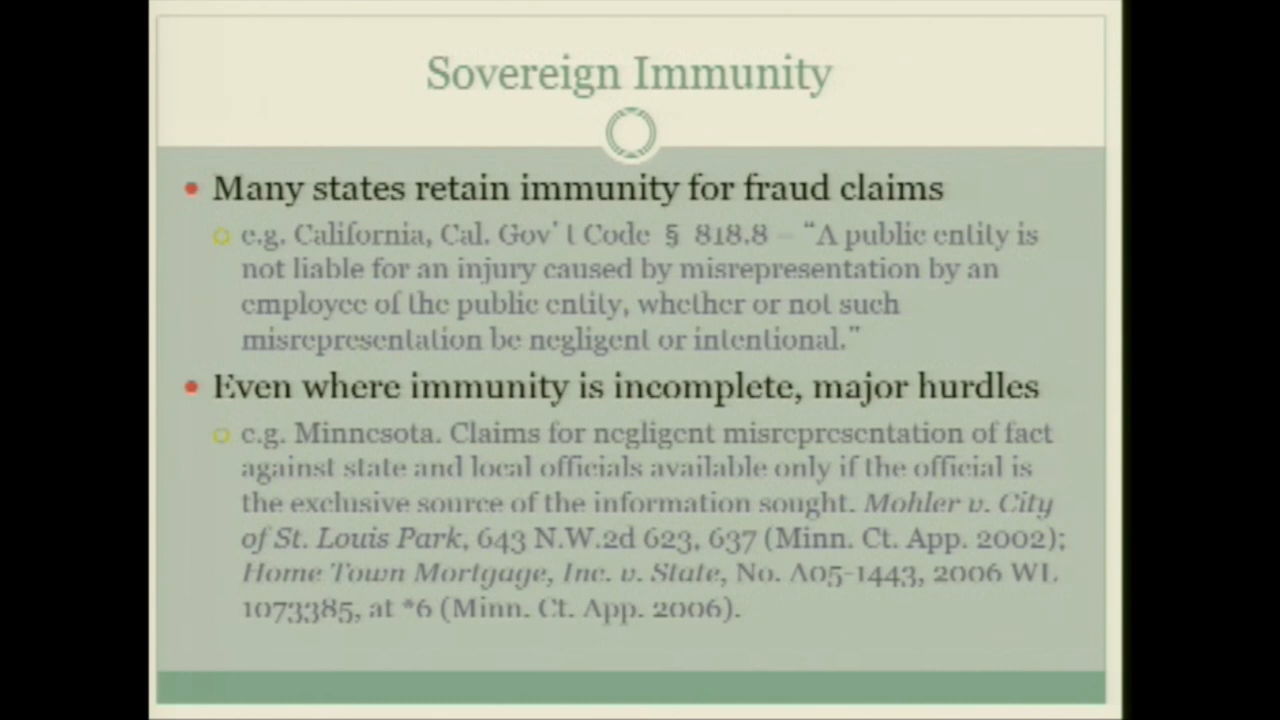 Sovereign Immunity
• Many states retain immunity for fraud claims
o e.g. California, Cal. Gov't Code § 818.8 – “A public entity is
not liable for an injury caused by misrepresentation by an
employee of the public entity, whether or not such
misrepresentation be negligent or intentional.”
• Even where immunity is incomplete, major hurdles
o e.g. Minnesota. Claims for negligent misrepresentation of fact
against state and local officials available only if the official is
the exclusive source of the information sought. Mohler v. City
of St. Louis Park, 643 N.W.2d 623, 637 (Minn. Ct. App. 2002);
Home Town Mortgage, Inc. v. State, No. A05-1443, 2006 WL
1073385, at *6 (Minn. Ct. App. 2006).